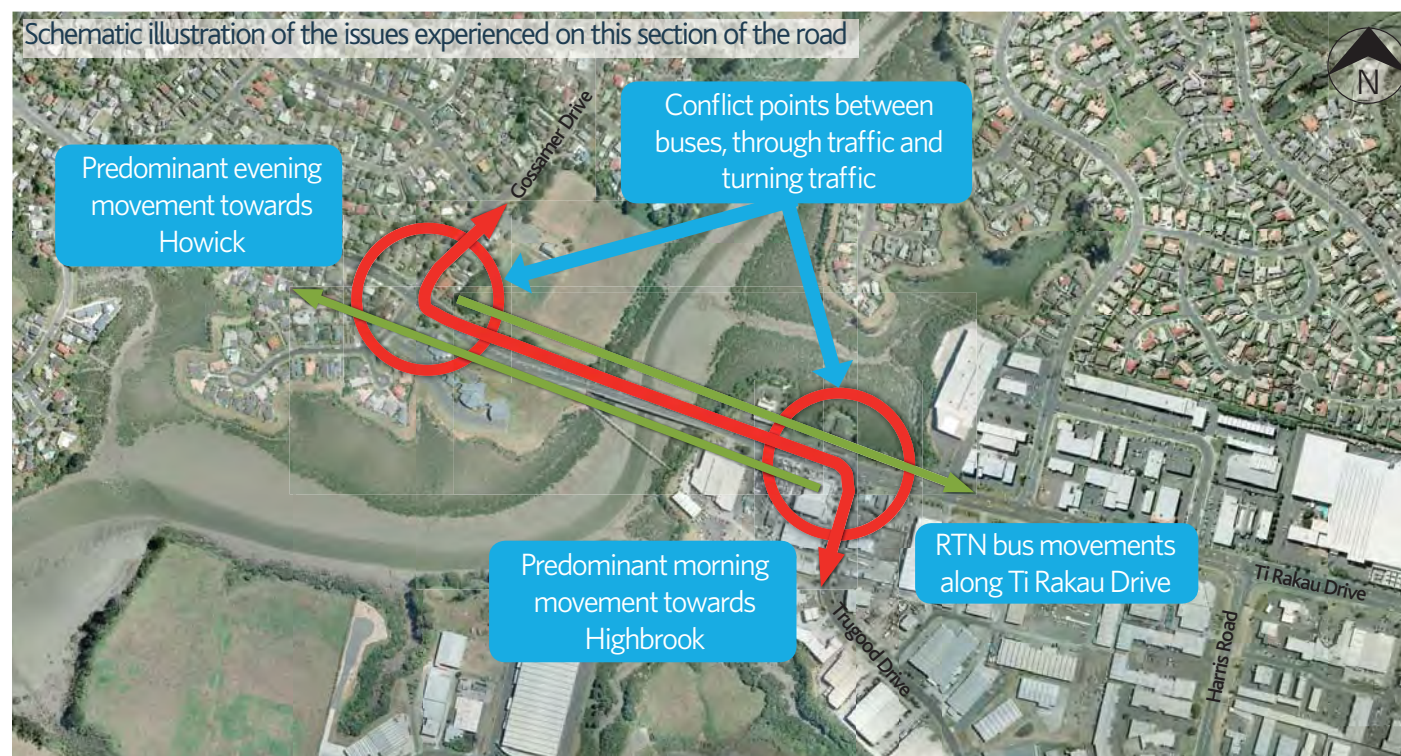 Schematic illustration of the issues experienced on this section of the road
N
Gossamer Drive
Conflict points between
buses, through traffic and
turning traffic
Predominant evening
movement towards
Howick
Predominant morning
movement towards
Highbrook
RTN bus movements
along Ti Rakau Drive
Ti Rakau Drive
Trugood Drive
Harris Road